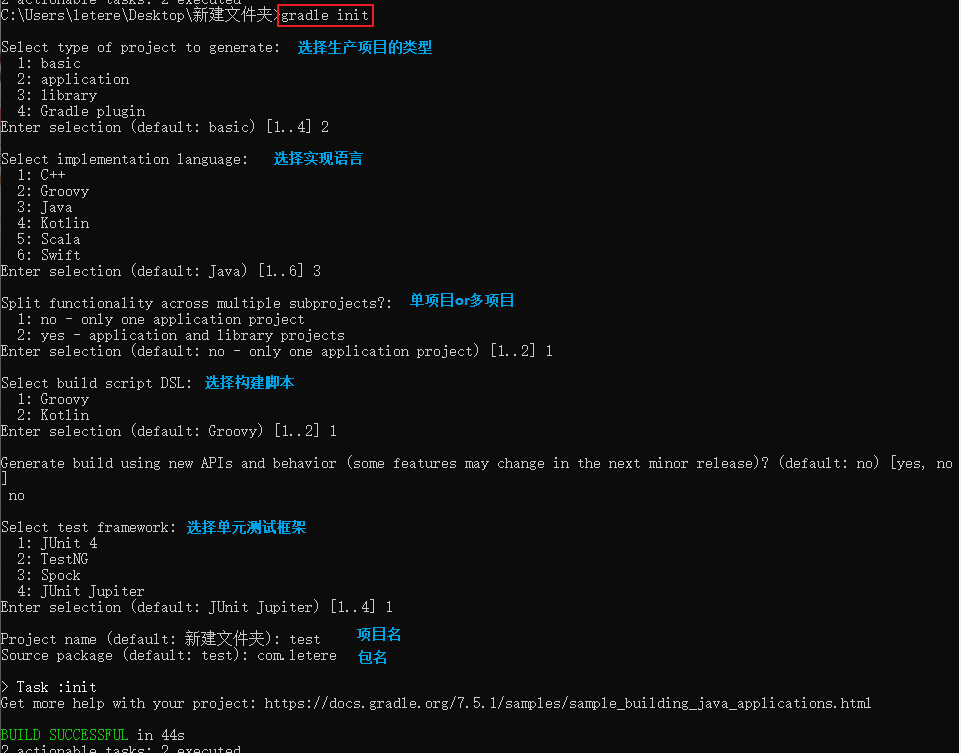 2 actionable tasks: 2 executed
C:\Users\letere\Desktop\新建文件夹>gradle init
Select type of project to generate: 选择生产项目的类型
1: basic
2: application
3: library
4: Gradle plugin
Enter selection (default: basic) [1..4] 2
Select implementation language: 选择实现语言
1: C++
2: Groovy
3: Java
4: Kotlin
5: Scala
6: Swift
Enter selection (default: Java) [1..6] 3
Split functionality across multiple subprojects?: 单项目or多项目
1: no - only one application project
2: yes - application and library projects
Enter selection (default: no - only one application project) [1..2] 1
Select build script DSL: 选择构建脚本
1: Groovy
2: Kotlin
Enter selection (default: Groovy) [1..2] 1
Generate build using new APIs and behavior (some features may change in the next minor release)? (default: no) [yes, no
]
no
Select test framework: 选择单元测试框架
1: JUnit 4
2: TestNG
3: Spock
4: JUnit Jupiter
Enter selection (default: JUnit Jupiter) [1..4] 1
Project name (default: 新建文件夹): test 项目名
Source package (default: test): com.letere 包名
> Task :init
Get more help with your project: https://docs.gradle.org/7.5.1/samples/sample_building_java_applications.html
BUILD SUCCESSFUL in 44s
2 actionable tasks: 2 executed